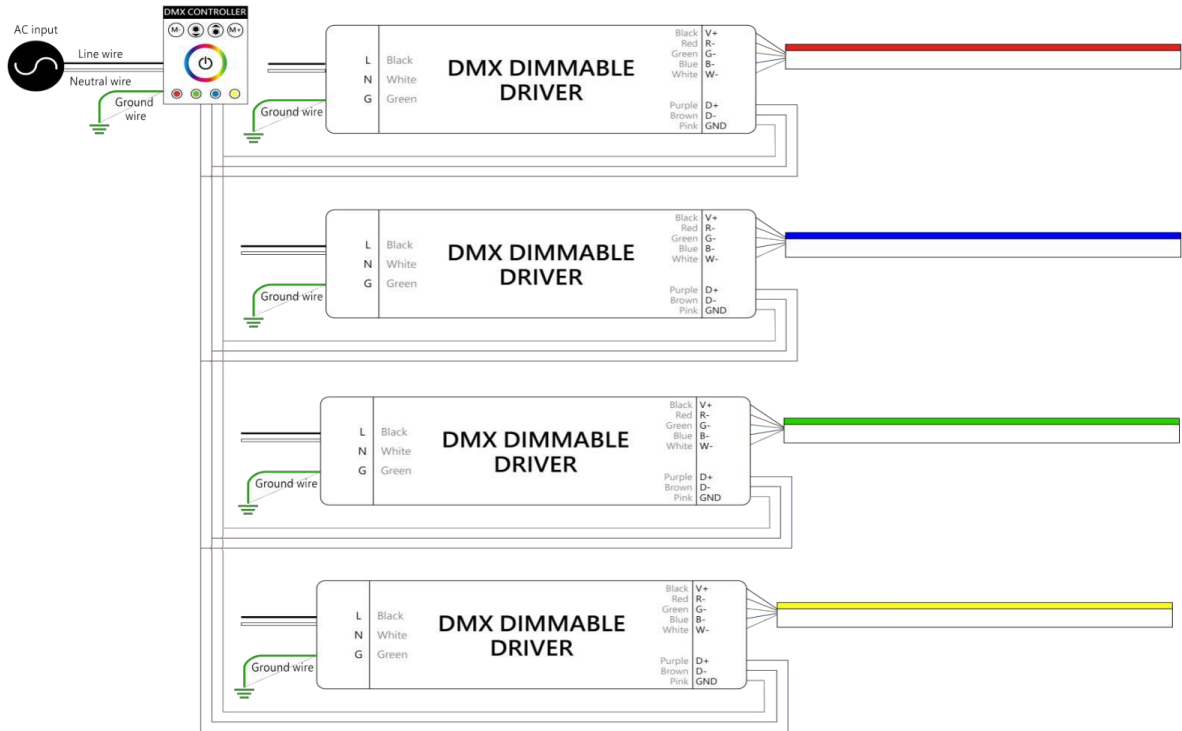 DMX CONTROLLER
M- M+
AC input
Line wire
Neutral wire
Ground
wire
L Black
N White
G Green
Ground wire
DMX DIMMABLE
DRIVER
Black V+
Red R-
Green G-
Blue B-
White W-
Purple D+
Brown D-
Pink GND
L Black
N White
G Green
Ground wire
DMX DIMMABLE
DRIVER
Black V+
Red R-
Green G-
Blue B-
White W-
Purple D+
Brown D-
Pink GND
L Black
N White
G Green
Ground wire
DMX DIMMABLE
DRIVER
Black V+
Red R-
Green G-
Blue B-
White W-
Purple D+
Brown D-
Pink GND
L Black
N White
G Green
Ground wire
DMX DIMMABLE
DRIVER
Black V+
Red R-
Green G-
Blue B-
White W-
Purple D+
Brown D-
Pink GND